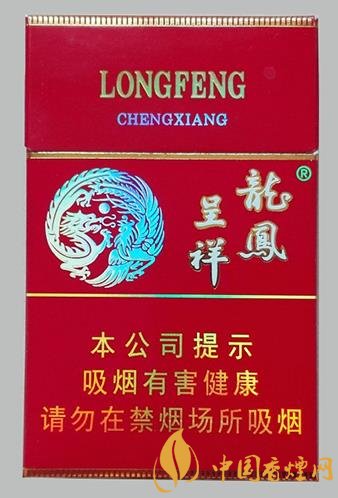 LONGFENG
CHENGXIANG
龍鳳
呈祥
®
本公司提示
吸烟有害健康
请勿在禁烟场所吸烟
中国香烟网